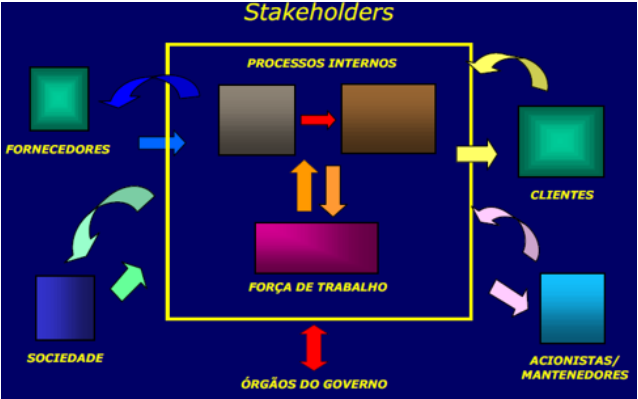 Stakeholders
PROCESSOS INTERNOS
FORNECEDORES
CLIENTES
FORÇA DE TRABALHO
SOCIEDADE
ACIONISTAS/
MANTENEDORES
ÓRGÃOS DO GOVERNO